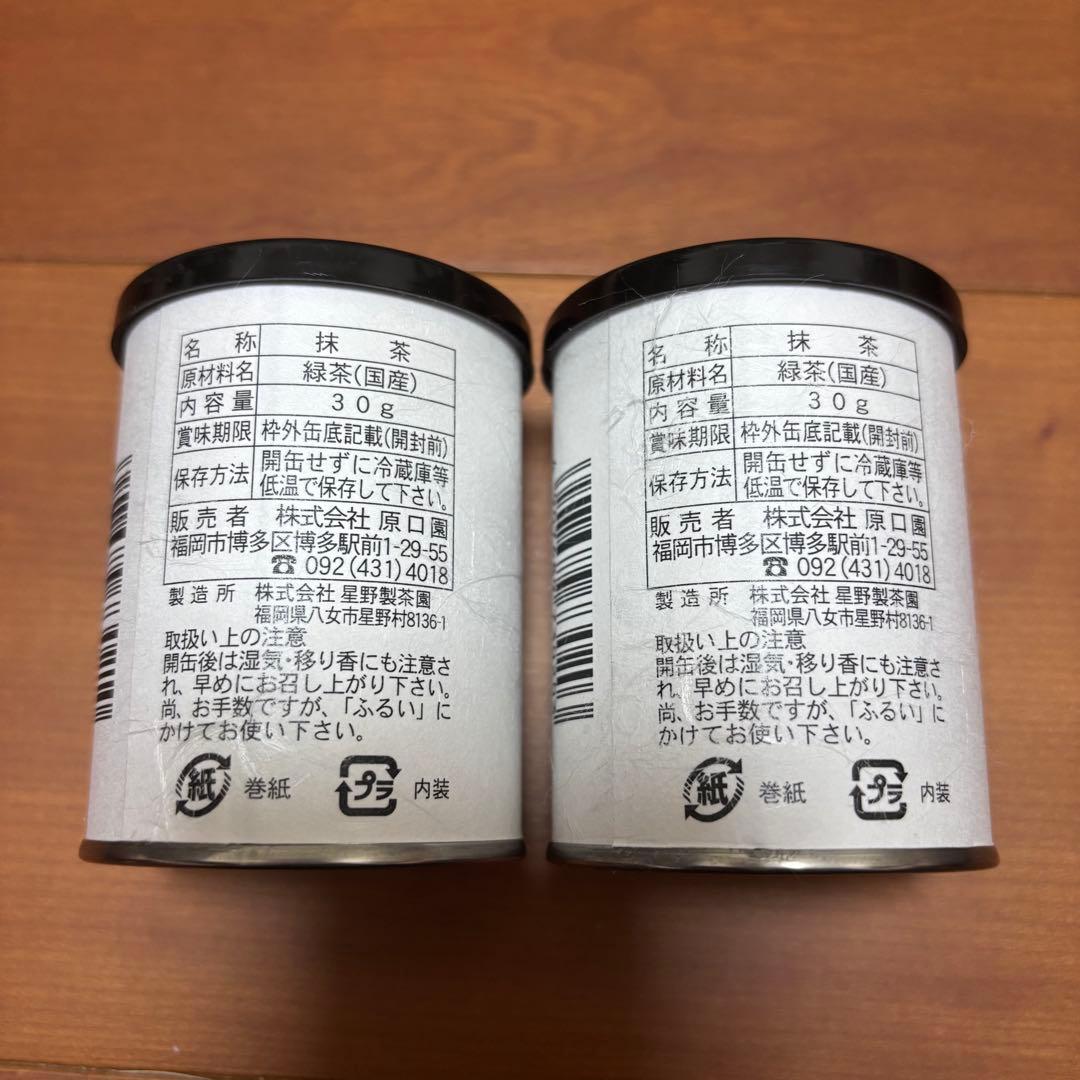 名称 抹茶
原材料名 緑茶(国産)
内容量 30g
賞味期限 枠外缶底記載(開封前)
保存方法 開缶せずに冷蔵庫等
低温で保存して下さい。
販売者 株式会社 原口園
福岡市博多区博多駅前1-29-55
☎ 092(431)4018
製造所 株式会社 星野製茶園
福岡県八女市星野村8136-1
取扱い上の注意
開缶後は湿気・移り香にも注意さ
れ、早めにお召し上がり下さい。
尚、お手数ですが、「ふるい」に
かけてお使い下さい。
紙 巻紙 プラ 内装
名称 抹茶
原材料名 緑茶(国産)
内容量 30g
賞味期限 枠外缶底記載(開封前)
保存方法 開缶せずに冷蔵庫等
低温で保存して下さい。
販売者 株式会社 原口園
福岡市博多区博多駅前1-29-55
☎ 092(431)4018
製造所 株式会社 星野製茶園
福岡県八女市星野村8136-1
取扱い上の注意
開缶後は湿気・移り香にも注意さ
れ、早めにお召し上がり下さい。
尚、お手数ですが、「ふるい」に
かけてお使い下さい。
紙 巻紙 プラ 内装